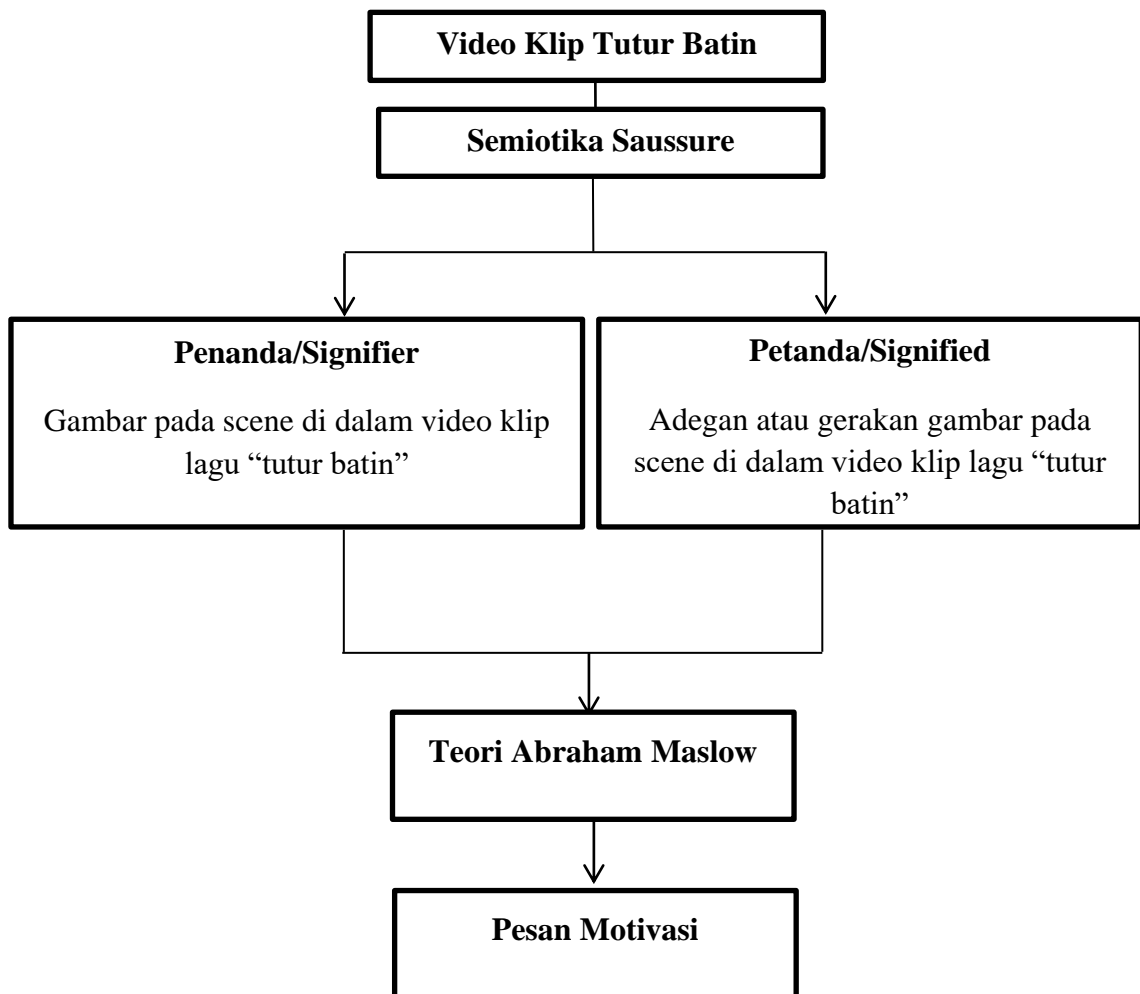 Video Klip Tutur Batin
Semiotika Saussure
Penanda/Signifier
Gambar pada scene di dalam video klip
lagu “tutur batin”
Petanda/Signified
Adegan atau gerakan gambar pada
scene di dalam video klip lagu “tutur
batin”
Teori Abraham Maslow
Pesan Motivasi